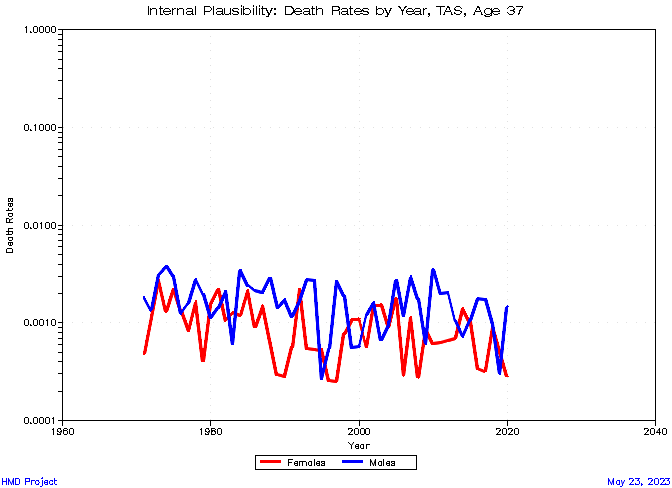 Internal Plausibility: Death Rates by Year, TAS, Age 37
1.0000
0.1000
0.0100
0.0010
0.0001
Death Rates
1960 1980 2000 2020 2040
Year
Females Males
HMD Project May 23, 2023